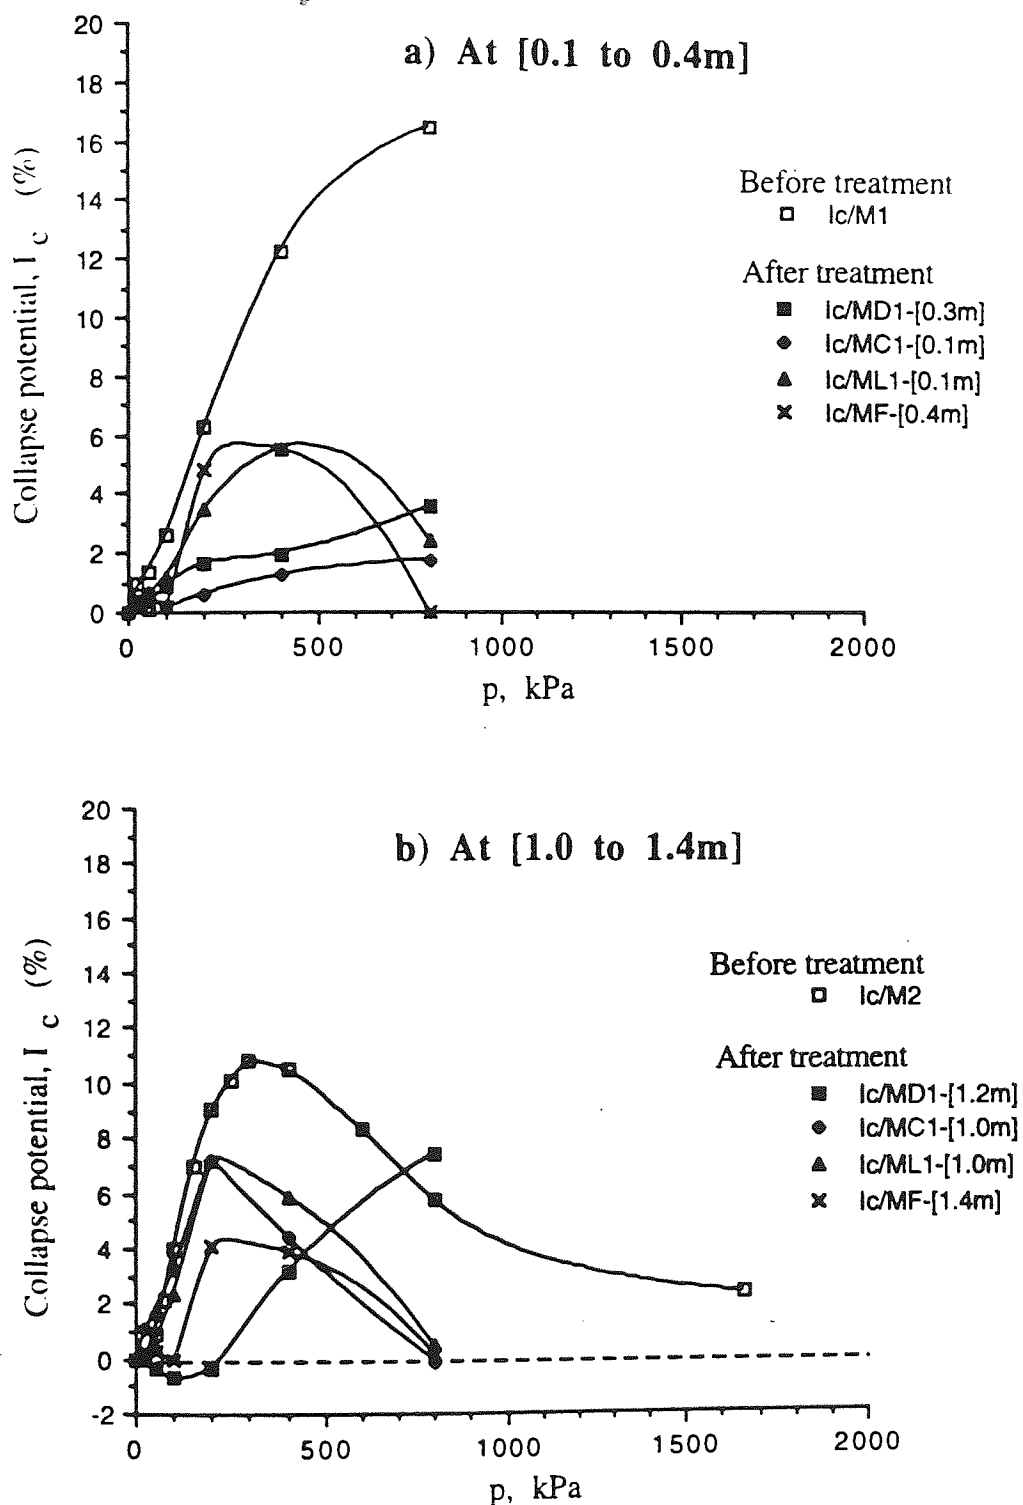 a) At [0.1 to 0.4m]
20
18
16
14
12
10
8
6
4
2
0
Collapse potential, I c (%)
Before treatment
Ic/M1
After treatment
Ic/MD1-[0.3m]
Ic/MC1-[0.1m]
Ic/ML1-[0.1m]
Ic/MF-[0.4m]
0 500 1000 1500 2000
p, kPa
b) At [1.0 to 1.4m]
20
18
16
14
12
10
8
6
4
2
0
-2
Collapse potential, I c (%)
Before treatment
Ic/M2
After treatment
Ic/MD1-[1.2m]
Ic/MC1-[1.0m]
Ic/ML1-[1.0m]
Ic/MF-[1.4m]
0 500 1000 1500 2000
p, kPa